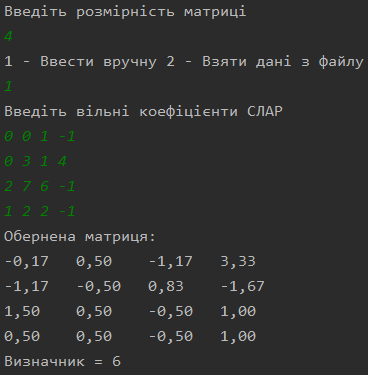 Введіть розмірність матриці
4
1 - Ввести вручну 2 - Взяти дані з файлу
1
Введіть вільні коефіцієнти СЛАР
0 0 1 -1
0 3 1 4
2 7 6 -1
1 2 2 -1
Обернена матриця:
-0,17 0,50 -1,17 3,33
-1,17 -0,50 0,83 -1,67
1,50 0,50 -0,50 1,00
0,50 0,50 -0,50 1,00
Визначник = 6